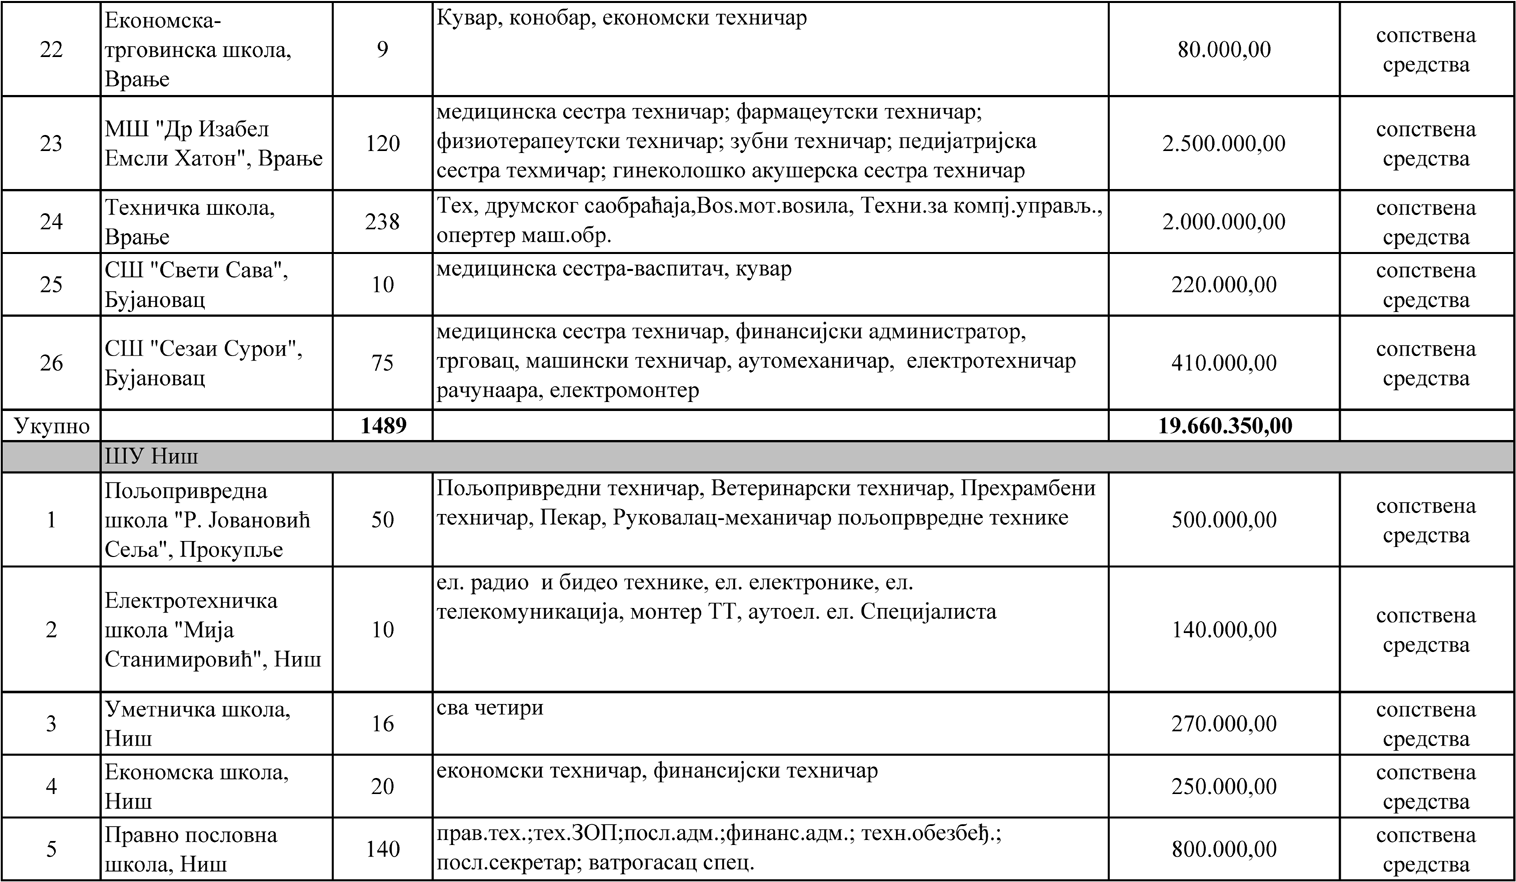 22
Економска-
трговинска школа,
Врање
9
Кувар, конобар, економски техничар
80.000,00
сопствена
средства
23
МШ "Др Изабел
Емсли Хатон", Врање
120
медицинска сестра техничар; фармацеутски техничар;
физиотерапеутски техничар; зубни техничар; педијатријска
сестра техмичар; гинеколошко акушерска сестра техничар
2.500.000,00
сопствена
средства
24
Техничка школа,
Врање
238
Тех, друмског саобраћаја,Воѕ.мот.воѕила, Техни.за компј.управљ.,
опертер маш.обр.
2.000.000,00
сопствена
средства
25
СШ "Свети Сава",
Бујановац
10
медицинска сестра-васпитач, кувар
220.000,00
сопствена
средства
26
СШ "Сезаи Сурои",
Бујановац
75
медицинска сестра техничар, финансијски администратор,
трговац, машински техничар, аутомеханичар,  електротехничар
рачунаара, електромонтер
410.000,00
сопствена
средства
Укупно
1489
19.660.350,00
ШУ Ниш
1
Пољопривредна
школа "Р. Јовановић
Сеља", Прокупље
50
Пољопривредни техничар, Ветеринарски техничар, Прехрамбени
техничар, Пекар, Руковалац-механичар пољопрвредне технике
500.000,00
сопствена
средства
2
Електротехничка
школа "Мија
Станимировић", Ниш
10
ел. радио  и бидео технике, ел. електронике, ел.
телекомуникација, монтер ТТ, аутоел. ел. Специјалиста
140.000,00
сопствена
средства
3
Уметничка школа,
Ниш
16
сва четири
270.000,00
сопствена
средства
4
Економска школа,
Ниш
20
економски техничар, финансијски техничар
250.000,00
сопствена
средства
5
Правно пословна
школа, Ниш
140
прав.тех.;тех.ЗОП;посл.адм.;финанс.адм.; техн.обезбеђ.;
посл.секретар; ватрогасац спец.
800.000,00
сопствена
средства